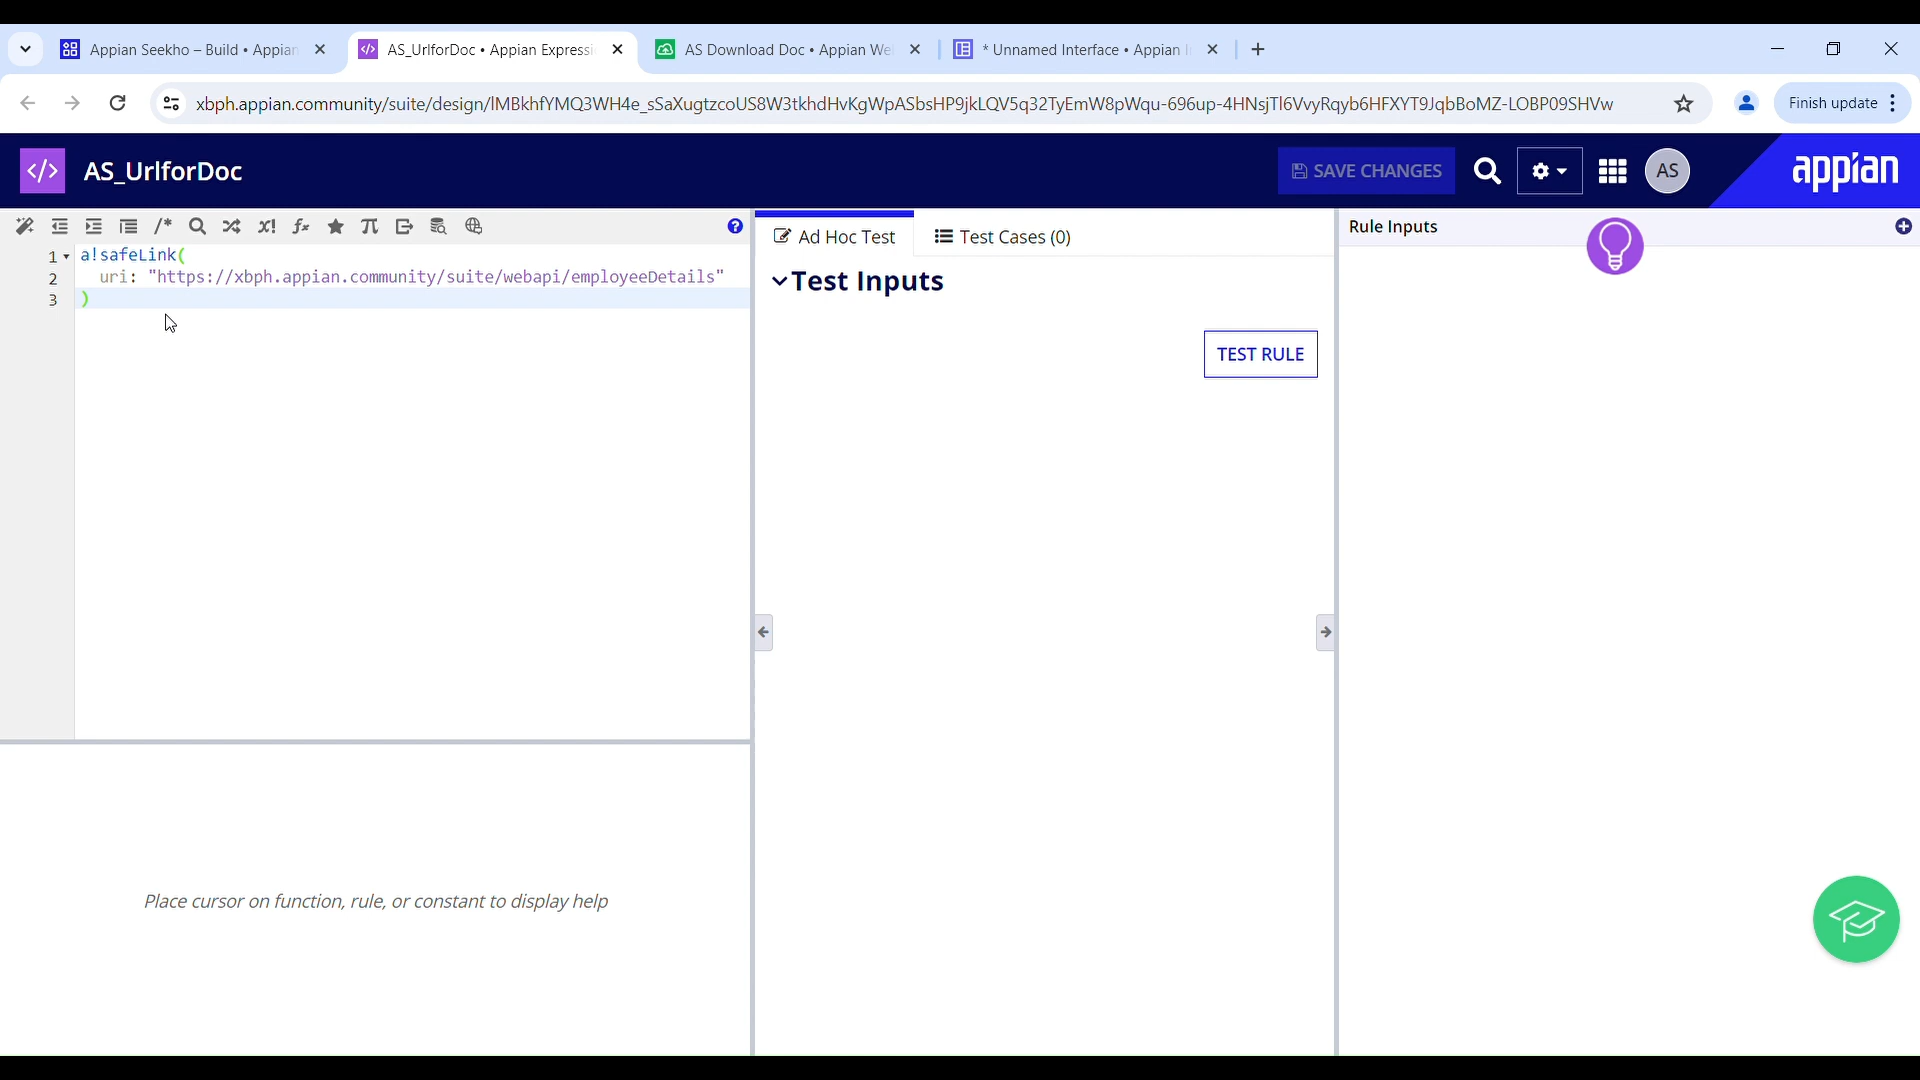 Appian Seekho – Build • Appian
AS_UrlforDoc • Appian Expressi
AS Download Doc • Appian We
* Unnamed Interface • Appian I
xbph.appian.community/suite/design/lMBkhfYMQ3WH4e_sSaXugtzcoUS8W3tkhdHvKgWpASbsHP9jkLQV5q32TyEmW8pWqu-696up-4HNsjTl6VvyRqyb6HFXYT9JqbBoMZ-LOBP09SHVw
Finish update
AS_UrlforDoc
SAVE CHANGES
AS
appian
1 a!safeLink(
2 uri: "https://xbph.appian.community/suite/webapi/employeeDetails"
3 )
Place cursor on function, rule, or constant to display help
Ad Hoc Test
Test Cases (0)
Test Inputs
TEST RULE
Rule Inputs